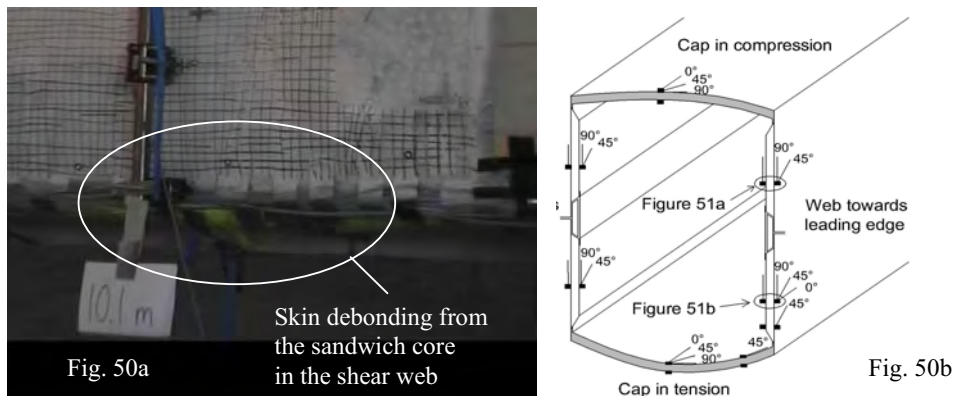 10.1 m
Fig. 50a
Skin debonding from
the sandwich core
in the shear web
Cap in compression
0°
45°
90°
90°
45°
90°
45°
Figure 51a
Web towards
leading edge
90°
45°
90°
45°
0°
Figure 51b
45°
0°
45°
90°
45°
Cap in tension
Fig. 50b